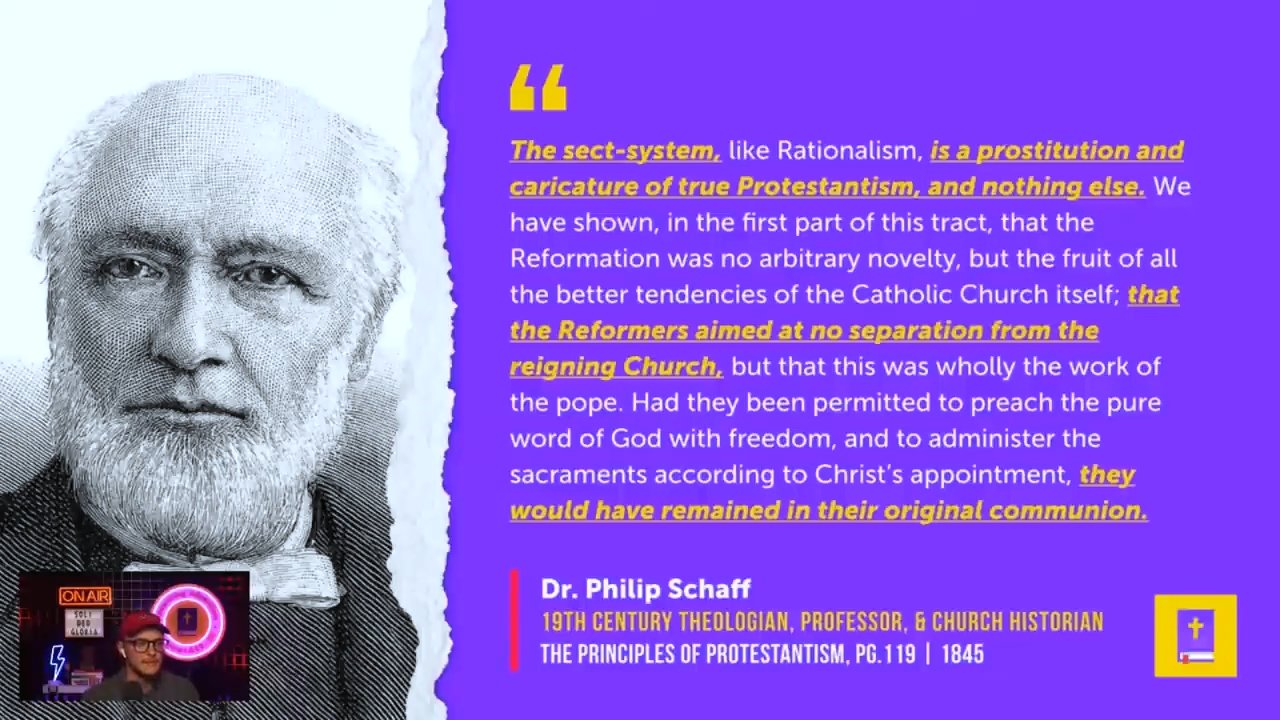 “
The sect-system, like Rationalism, is a prostitution and
caricature of true Protestantism, and nothing else. We
have shown, in the first part of this tract, that the
Reformation was no arbitrary novelty, but the fruit of all
the better tendencies of the Catholic Church itself; that
the Reformers aimed at no separation from the
reigning Church, but that this was wholly the work of
the pope. Had they been permitted to preach the pure
word of God with freedom, and to administer the
sacraments according to Christ’s appointment, they
would have remained in their original communion.
Dr. Philip Schaff
19TH CENTURY THEOLOGIAN, PROFESSOR, & CHURCH HISTORIAN
THE PRINCIPLES OF PROTESTANTISM, PG.119 | 1845
ON AIR
SOLI
DEO
GLORIA